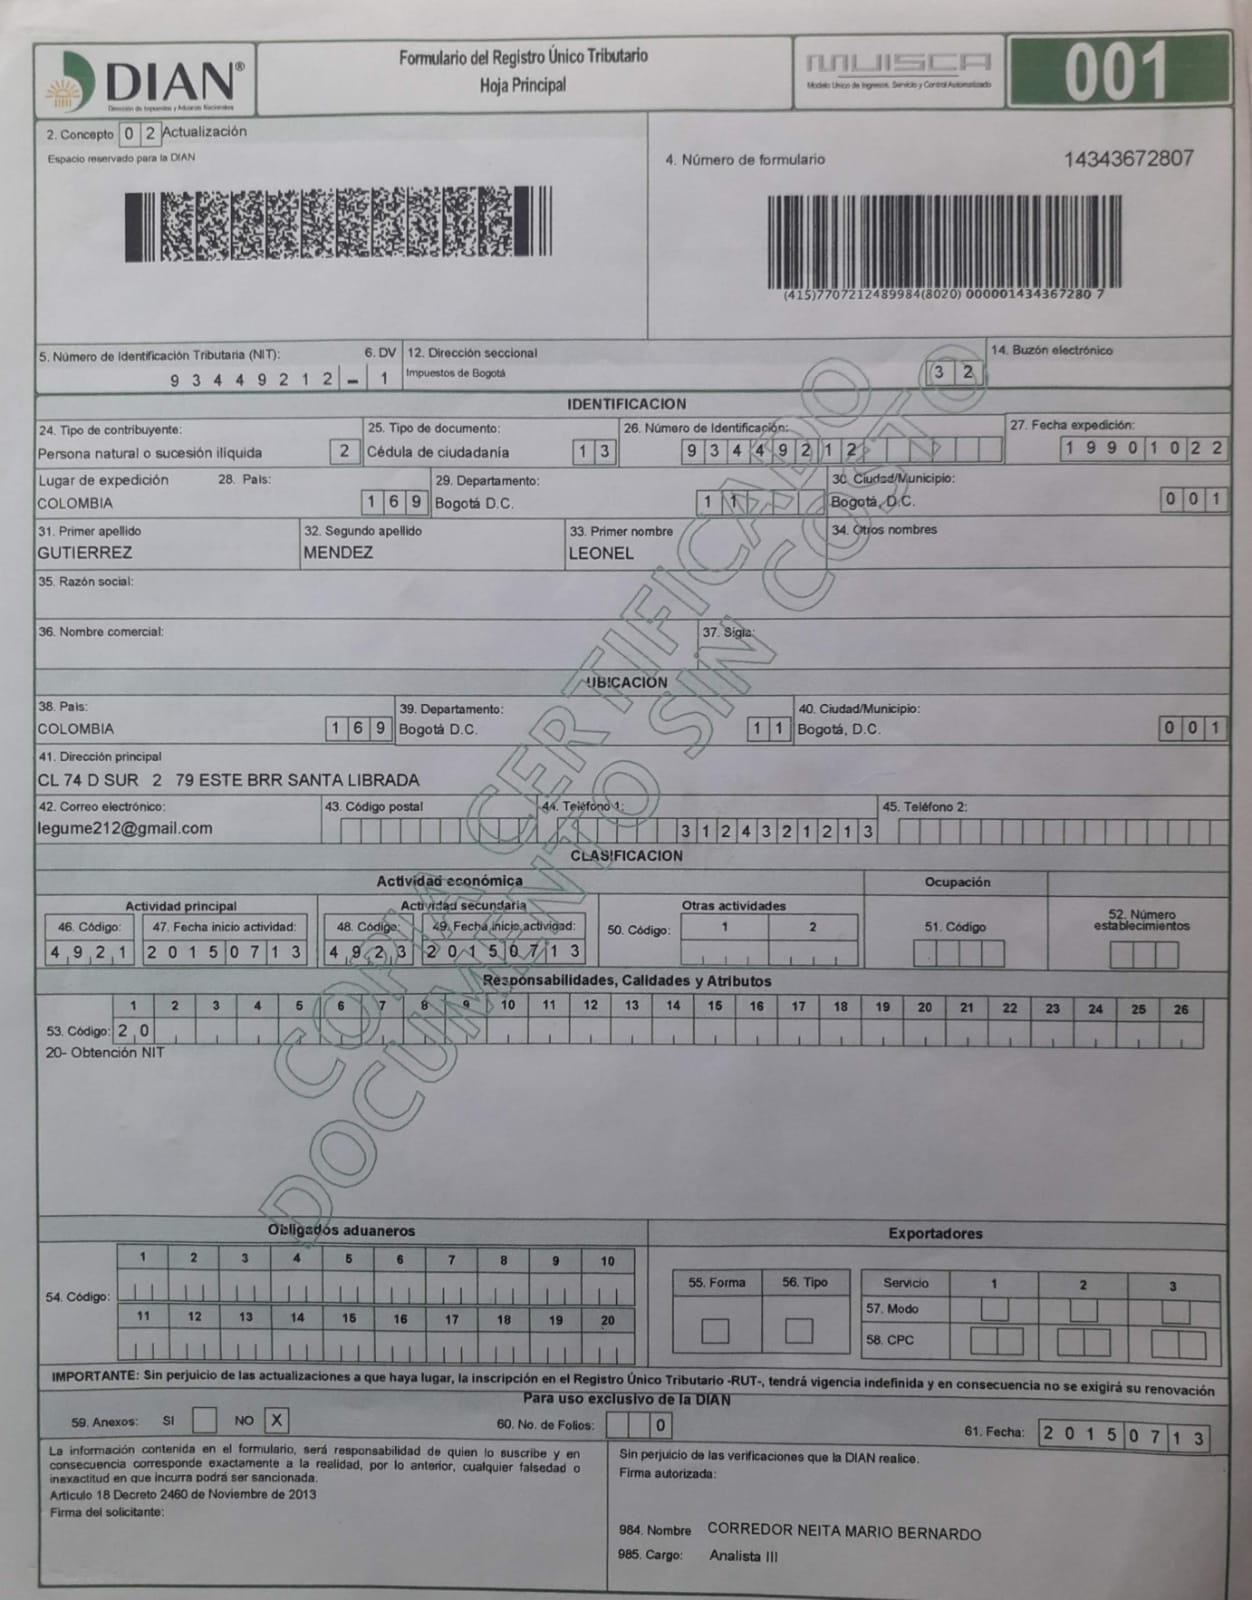 DIAN®
Dirección de Impuestos y Aduanas Nacionales
Formulario del Registro Único Tributario
Hoja Principal
MUISCA
Modelo Único de Ingresos, Servicio y Control Automatizado
001
2. Concepto 0 2 Actualización
Espacio reservado para la DIAN
4. Número de formulario 14343672807
(415)7707212489984(8020) 000001434367280 7
5. Número de Identificación Tributaria (NIT): 6. DV 12. Dirección seccional 14. Buzón electrónico
9 3 4 4 9 2 1 2 - 1 Impuestos de Bogotá 3 2
IDENTIFICACION
24. Tipo de contribuyente: 25. Tipo de documento: 26. Número de Identificación: 27. Fecha expedición:
Persona natural o sucesión ilíquida 2 Cédula de ciudadanía 1 3 9 3 4 4 9 2 1 2 1 9 9 0 1 0 2 2
Lugar de expedición 28. País: 29. Departamento: 30. Ciudad/Municipio:
COLOMBIA 1 6 9 Bogotá D.C. 1 1 Bogotá, D.C. 0 0 1
31. Primer apellido 32. Segundo apellido 33. Primer nombre 34. Otros nombres
GUTIERREZ MENDEZ LEONEL
35. Razón social:
36. Nombre comercial: 37. Sigla:
UBICACION
38. País: 39. Departamento: 40. Ciudad/Municipio:
COLOMBIA 1 6 9 Bogotá D.C. 1 1 Bogotá, D.C. 0 0 1
41. Dirección principal
CL 74 D SUR 2 79 ESTE BRR SANTA LIBRADA
42. Correo electrónico: 43. Código postal 44. Teléfono 1: 45. Teléfono 2:
legume212@gmail.com 3 1 2 4 3 2 1 2 1 3
CLASIFICACION
Actividad económica Ocupación
Actividad principal Actividad secundaria Otras actividades 52. Número establecimientos
46. Código: 47. Fecha inicio actividad: 48. Código: 49. Fecha inicio actividad: 50. Código: 1 2 51. Código
4 9 2 1 2 0 1 5 0 7 1 3 4 9 2 3 2 0 1 5 0 7 1 3
Responsabilidades, Calidades y Atributos
1 2 3 4 5 6 7 8 9 10 11 12 13 14 15 16 17 18 19 20 21 22 23 24 25 26
53. Código: 2 0
20- Obtención NIT
COPIA CERTIFICADO
DOCUMENTO SIN COSTO
Obligados aduaneros Exportadores
1 2 3 4 5 6 7 8 9 10
54. Código:
11 12 13 14 15 16 17 18 19 20
55. Forma 56. Tipo Servicio 1 2 3
57. Modo
58. CPC
IMPORTANTE: Sin perjuicio de las actualizaciones a que haya lugar, la inscripción en el Registro Único Tributario -RUT-, tendrá vigencia indefinida y en consecuencia no se exigirá su renovación
Para uso exclusivo de la DIAN
59. Anexos: SI NO X 60. No. de Folios: 0 61. Fecha: 2 0 1 5 0 7 1 3
La información contenida en el formulario, será responsabilidad de quien lo suscribe y en
consecuencia corresponde exactamente a la realidad, por lo anterior, cualquier falsedad o
inexactitud en que incurra podrá ser sancionada.
Articulo 18 Decreto 2460 de Noviembre de 2013
Firma del solicitante:
Sin perjuicio de las verificaciones que la DIAN realice.
Firma autorizada:
984. Nombre CORREDOR NEITA MARIO BERNARDO
985. Cargo: Analista III